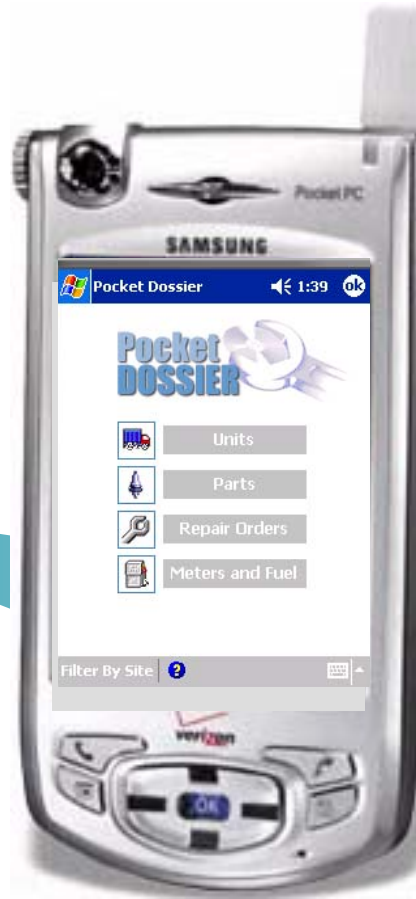 Pocket PC
SAMSUNG
Pocket Dossier 1:39 ok
Pocket
DOSSIER
Units
Parts
Repair Orders
Meters and Fuel
Filter By Site ?
verizon
OK